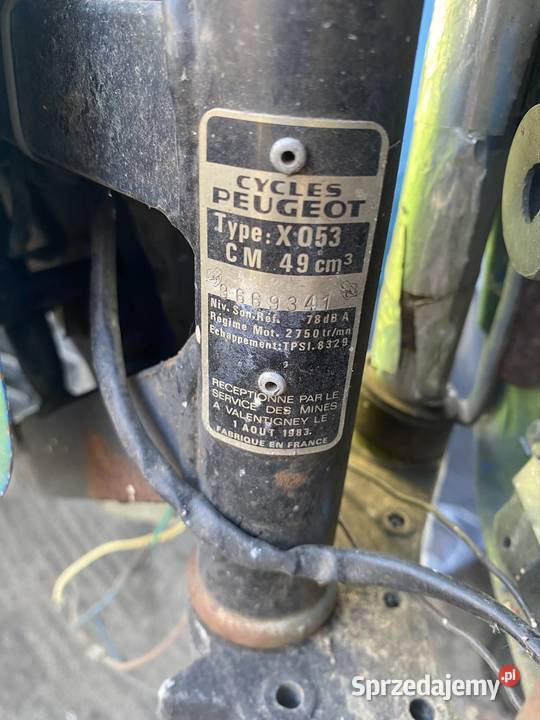 CYCLES
PEUGEOT
Type: X 053
CM 49 cm³
3669341
Niv. Son. Réf. 78dB A
Régime Mot. 2750 tr/mn
Echappement: TPSI.8329
RECEPTIONNE PAR LE
SERVICE DES MINES
A VALENTIGNEY LE
1 AOUT 1983.
FABRIQUE EN FRANCE
Sprzedajemy.pl